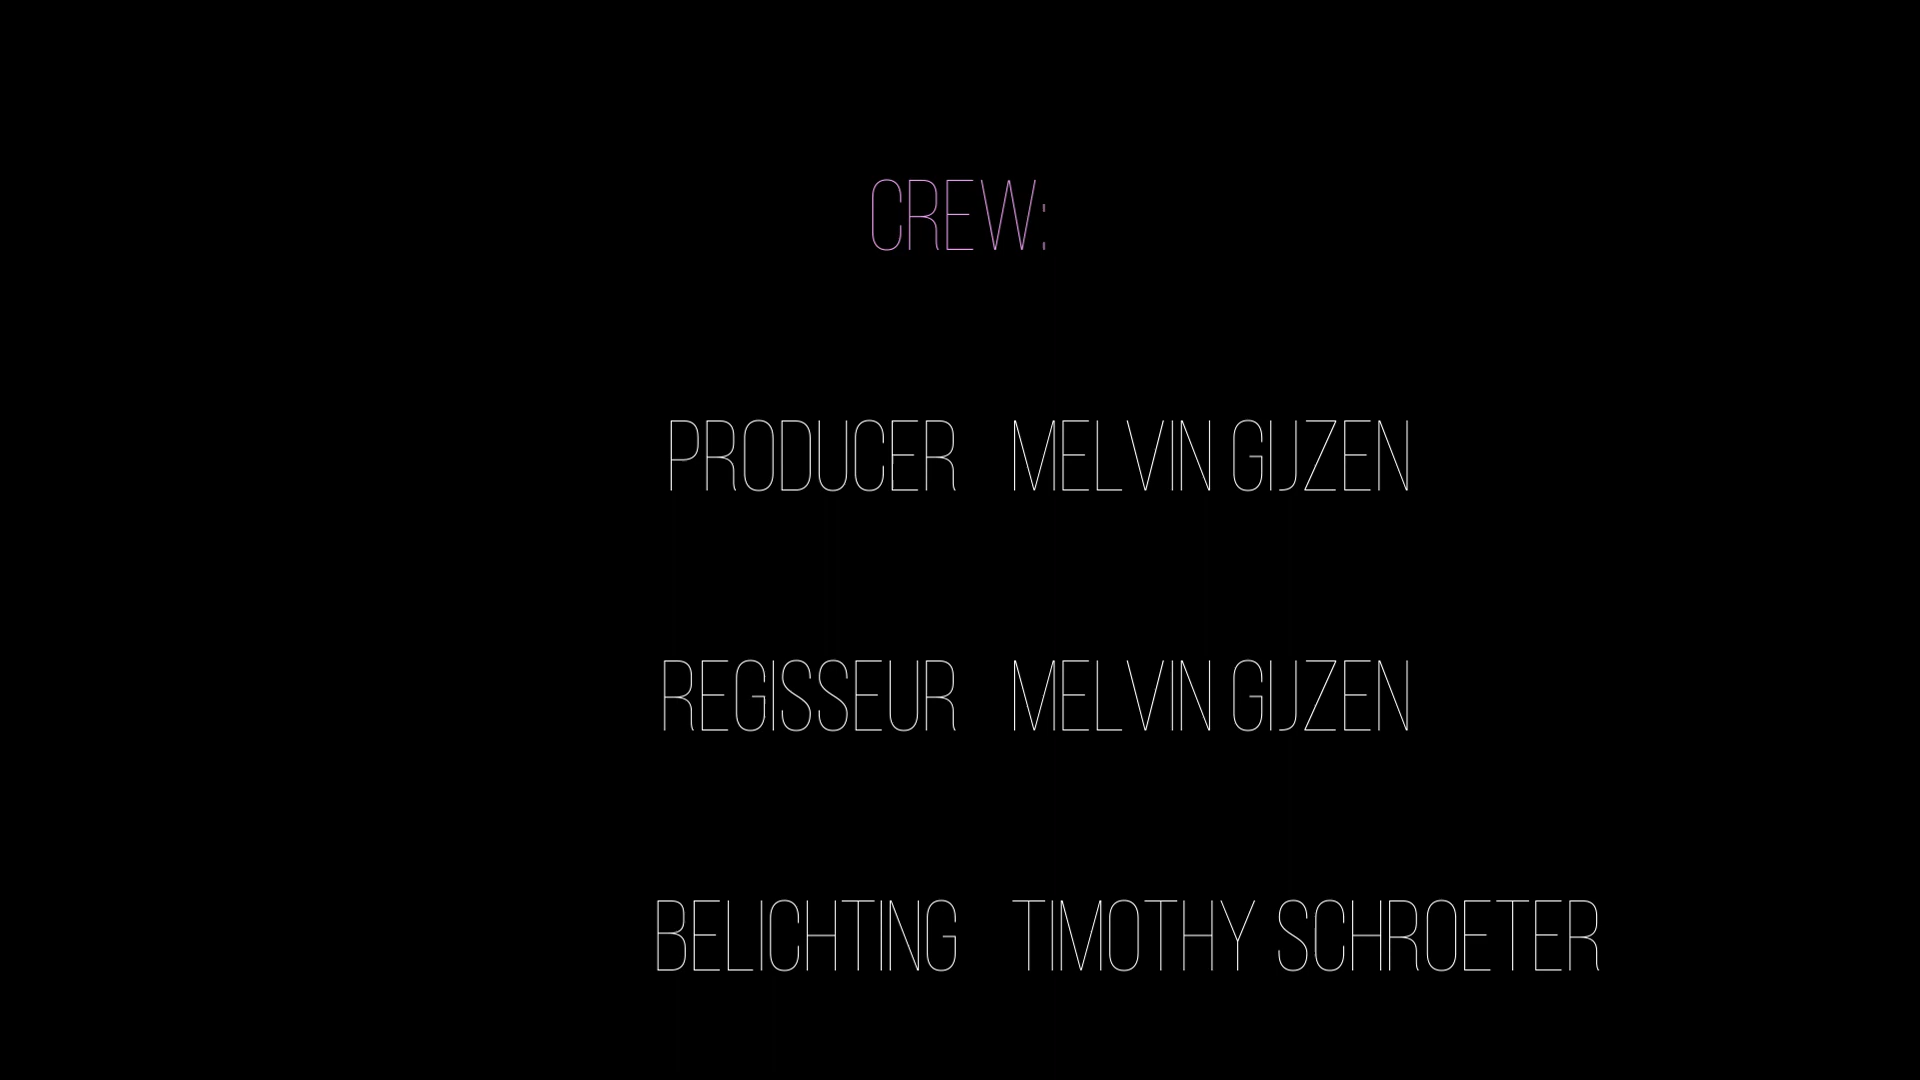 CREW:
PRODUCER MELVIN GIJZEN
REGISSEUR MELVIN GIJZEN
BELICHTING TIMOTHY SCHROETER